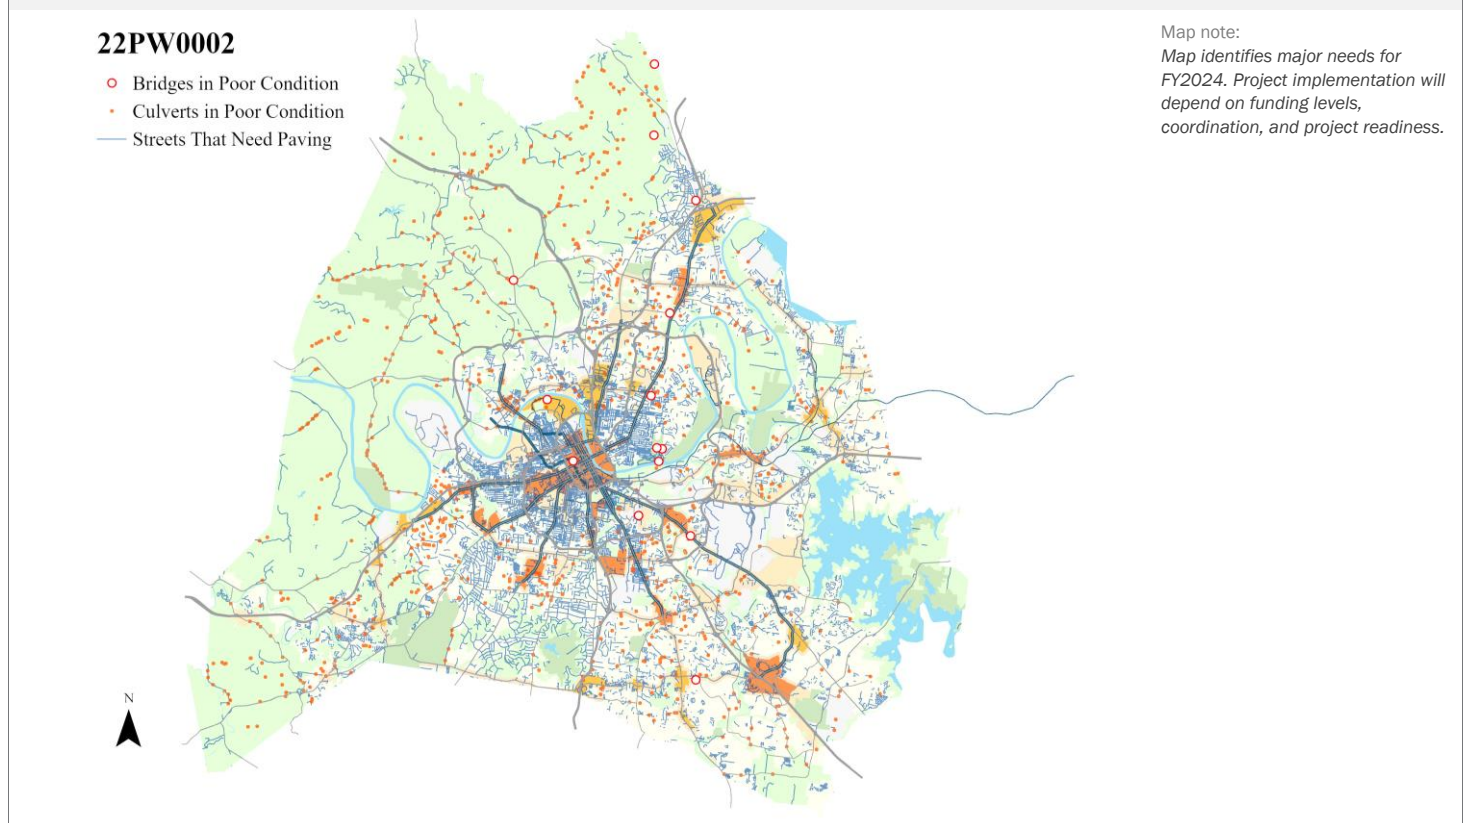 22PW0002
Bridges in Poor Condition
Culverts in Poor Condition
Streets That Need Paving
Map note:
Map identifies major needs for
FY2024. Project implementation will
depend on funding levels,
coordination, and project readiness.
N